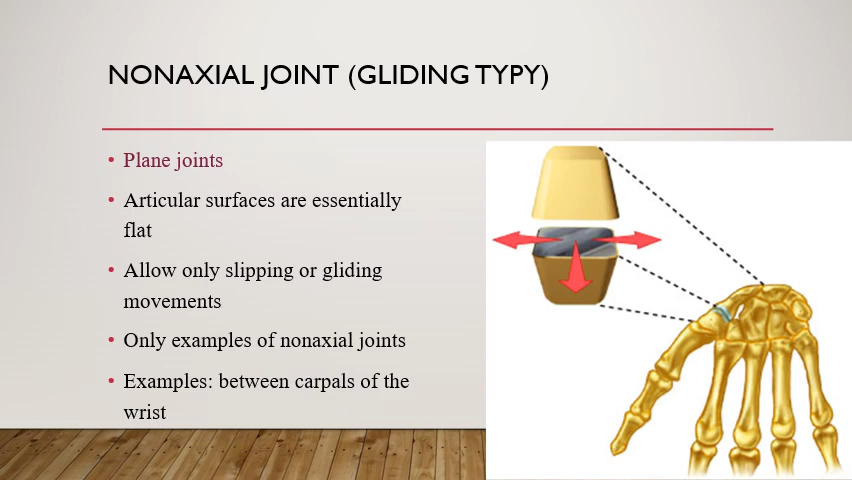 NONAXIAL JOINT (GLIDING TYPY)
• Plane joints
• Articular surfaces are essentially
flat
• Allow only slipping or gliding
movements
• Only examples of nonaxial joints
• Examples: between carpals of the
wrist